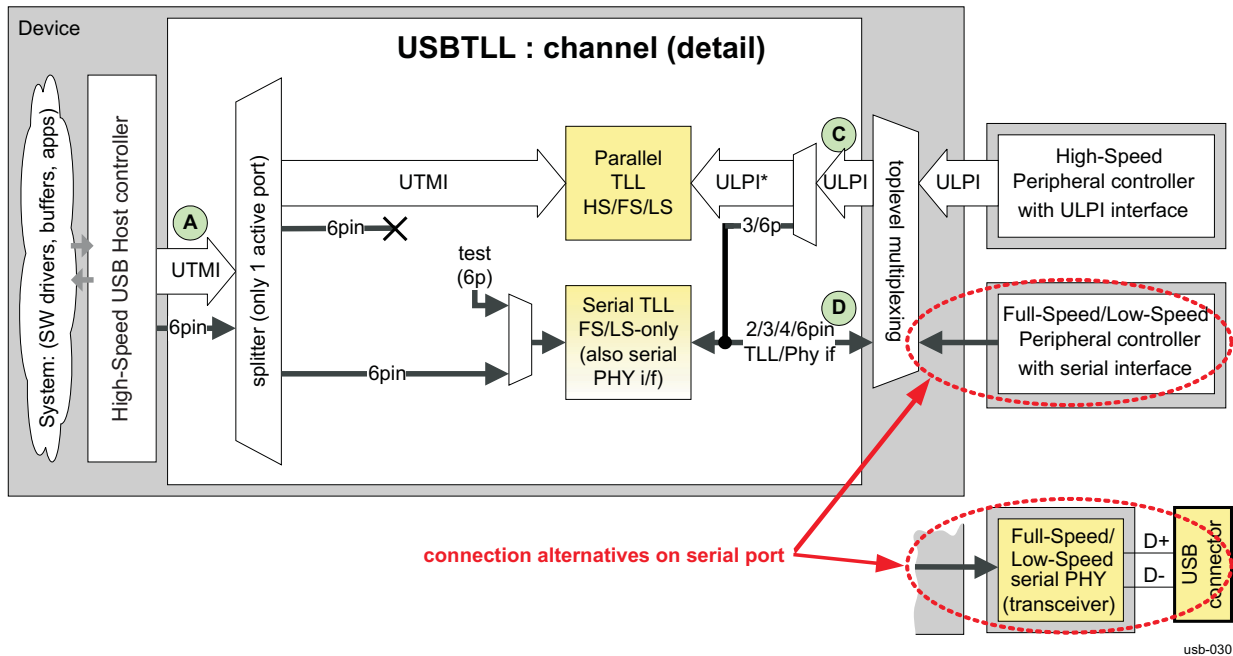 Device
USBTLL : channel (detail)
System: (SW drivers, buffers, apps)
High-Speed USB Host controller
A
UTMI
6pin
splitter (only 1 active port)
UTMI
6pin
test
(6p)
6pin
Parallel
TLL
HS/FS/LS
Serial TLL
FS/LS-only
(also serial
PHY i/f)
ULPI*
3/6p
C
ULPI
D
2/3/4/6pin
TLL/Phy if
toplevel multiplexing
ULPI
High-Speed
Peripheral controller
with ULPI interface
Full-Speed/Low-Speed
Peripheral controller
with serial interface
connection alternatives on serial port
Full-Speed/
Low-Speed
serial PHY
(transceiver)
D+
D-
USB
connector
usb-030